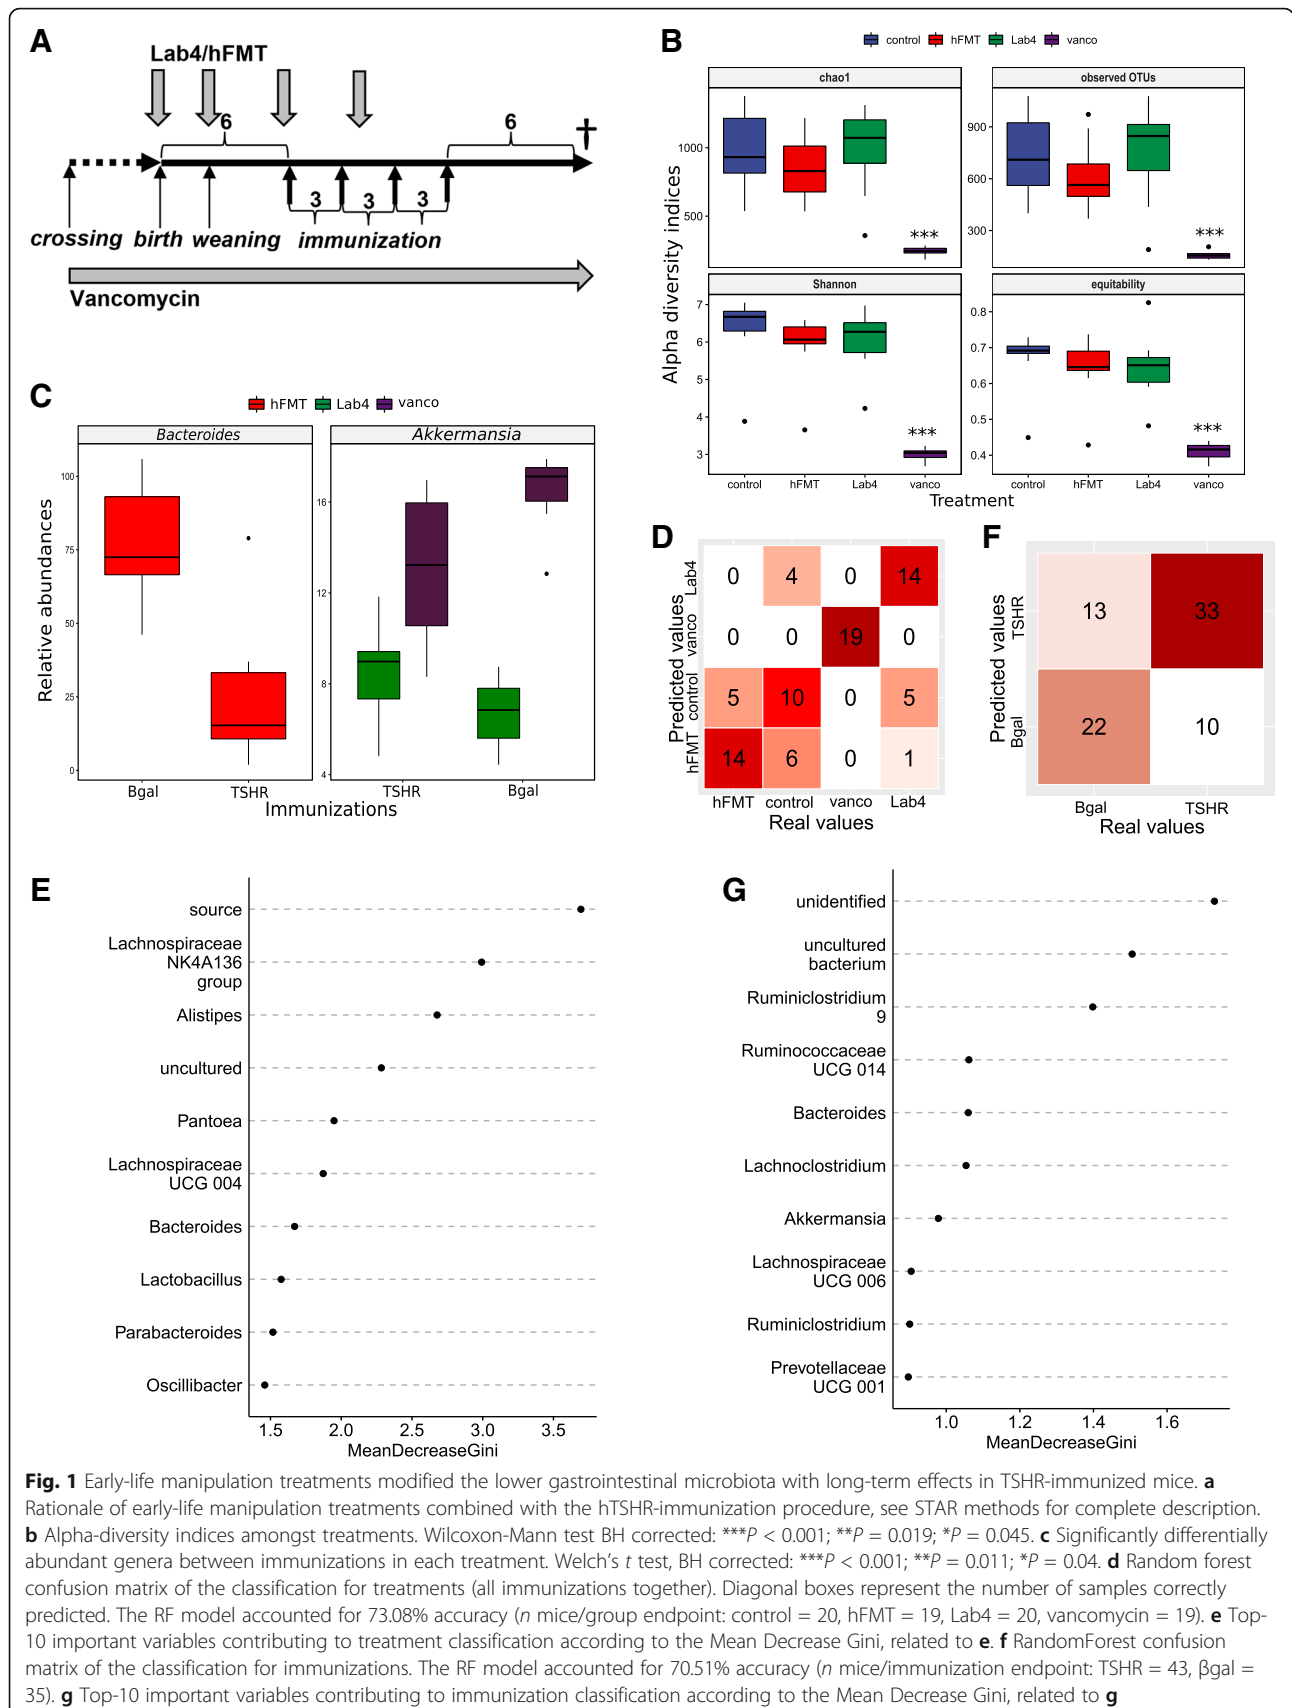 A
Lab4/hFMT
6
6
†
3
3
3
crossing birth weaning immunization
Vancomycin
B
control hFMT Lab4 vanco
Alpha diversity indices
chao1
1000
500
observed OTUs
900
600
300
***
***
Shannon
7
6
5
4
3
***
equitability
0.8
0.7
0.6
0.5
0.4
***
control hFMT Lab4 vanco
control hFMT Lab4 vanco
Treatment
C
hFMT Lab4 vanco
Relative abundances
Bacteroides
100
75
50
25
0
Akkermansia
16
12
8
4
Bgal TSHR
TSHR Bgal
Immunizations
D
Predicted values
Lab4
0 4 0 14
vanco
0 0 19 0
control
5 10 0 5
hFMT
14 6 0 1
hFMT control vanco Lab4
Real values
F
Predicted values
TSHR
13 33
Bgal
22 10
Bgal TSHR
Real values
E
source
Lachnospiraceae
NK4A136
group
Alistipes
uncultured
Pantoea
Lachnospiraceae
UCG 004
Bacteroides
Lactobacillus
Parabacteroides
Oscillibacter
1.5 2.0 2.5 3.0 3.5
MeanDecreaseGini
G
unidentified
uncultured
bacterium
Ruminiclostridium
9
Ruminococcaceae
UCG 014
Bacteroides
Lachnoclostridium
Akkermansia
Lachnospiraceae
UCG 006
Ruminiclostridium
Prevotellaceae
UCG 001
1.0 1.2 1.4 1.6
MeanDecreaseGini
Fig. 1 Early-life manipulation treatments modified the lower gastrointestinal microbiota with long-term effects in TSHR-immunized mice. a
Rationale of early-life manipulation treatments combined with the hTSHR-immunization procedure, see STAR methods for complete description.
b Alpha-diversity indices amongst treatments. Wilcoxon-Mann test BH corrected: ***P < 0.001; **P = 0.019; *P = 0.045. c Significantly differentially
abundant genera between immunizations in each treatment. Welch's t test, BH corrected: ***P < 0.001; **P = 0.011; *P = 0.04. d Random forest
confusion matrix of the classification for treatments (all immunizations together). Diagonal boxes represent the number of samples correctly
predicted. The RF model accounted for 73.08% accuracy (n mice/group endpoint: control = 20, hFMT = 19, Lab4 = 20, vancomycin = 19). e Top-
10 important variables contributing to treatment classification according to the Mean Decrease Gini, related to e. f RandomForest confusion
matrix of the classification for immunizations. The RF model accounted for 70.51% accuracy (n mice/immunization endpoint: TSHR = 43, βgal =
35). g Top-10 important variables contributing to immunization classification according to the Mean Decrease Gini, related to g